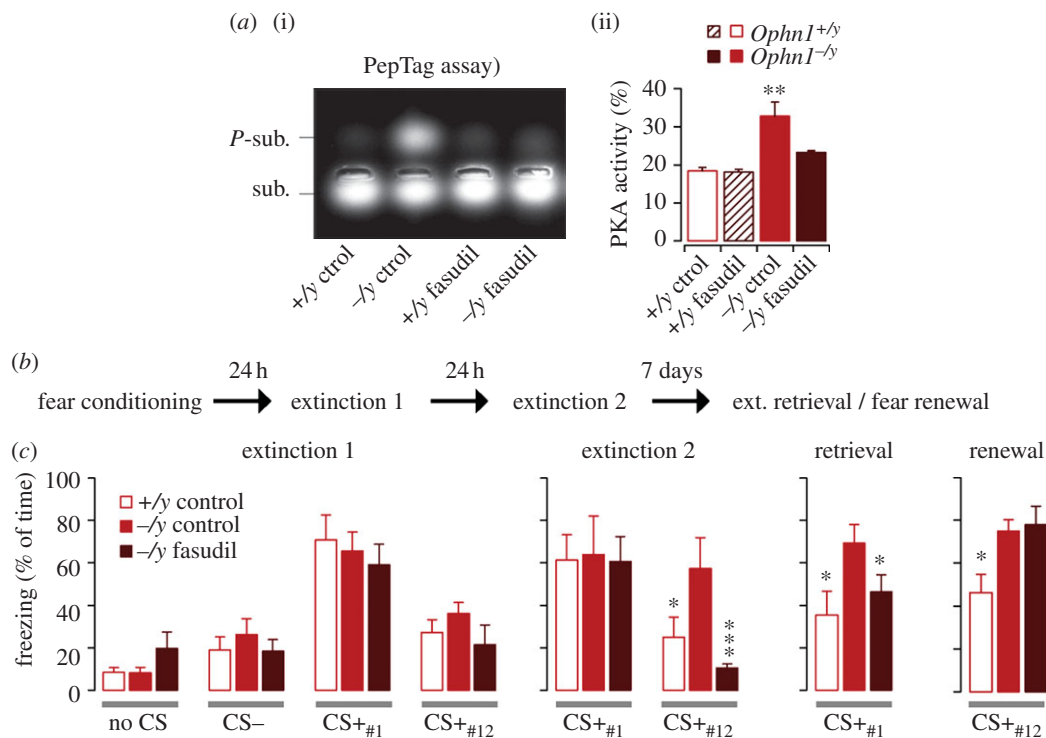 (a) (i)
PepTag assay)
P-sub.
sub.
+/y ctrol
–/y ctrol
+/y fasudil
–/y fasudil
(ii)
Ophn1+/y
Ophn1–/y
PKA activity (%)
40
30
20
10
0
**
+/y ctrol
+/y fasudil
–/y ctrol
–/y fasudil
(b)
24 h 24 h 7 days
fear conditioning extinction 1 extinction 2 ext. retrieval / fear renewal
(c)
extinction 1 extinction 2 retrieval renewal
freezing (% of time)
100
80
60
40
20
0
+/y control
–/y control
–/y fasudil
* *** * * *
no CS CS– CS+#1 CS+#12 CS+#1 CS+#12 CS+#1 CS+#12